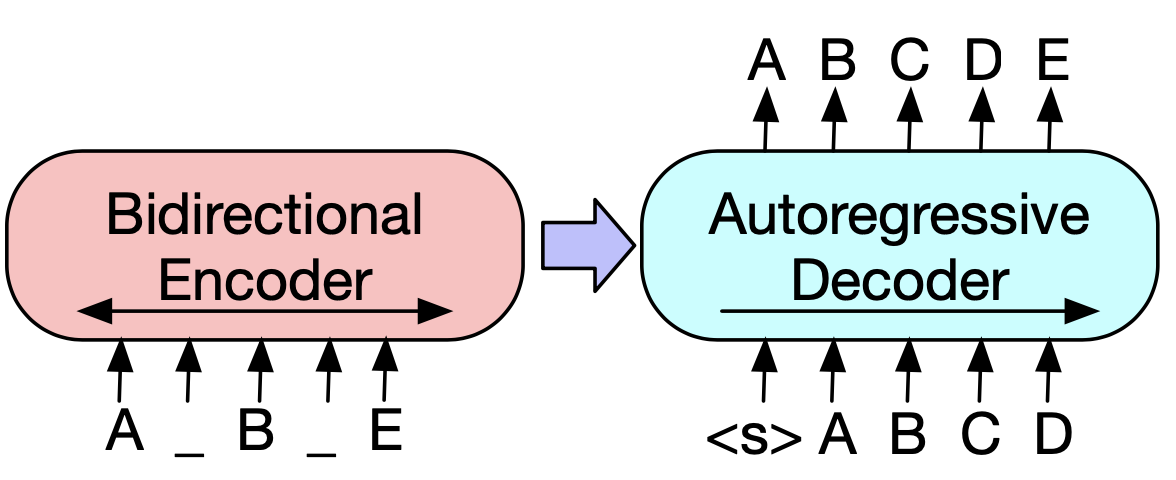 A B C D E
Bidirectional
Encoder
Autoregressive
Decoder
A _ B _ E
<s> A B C D